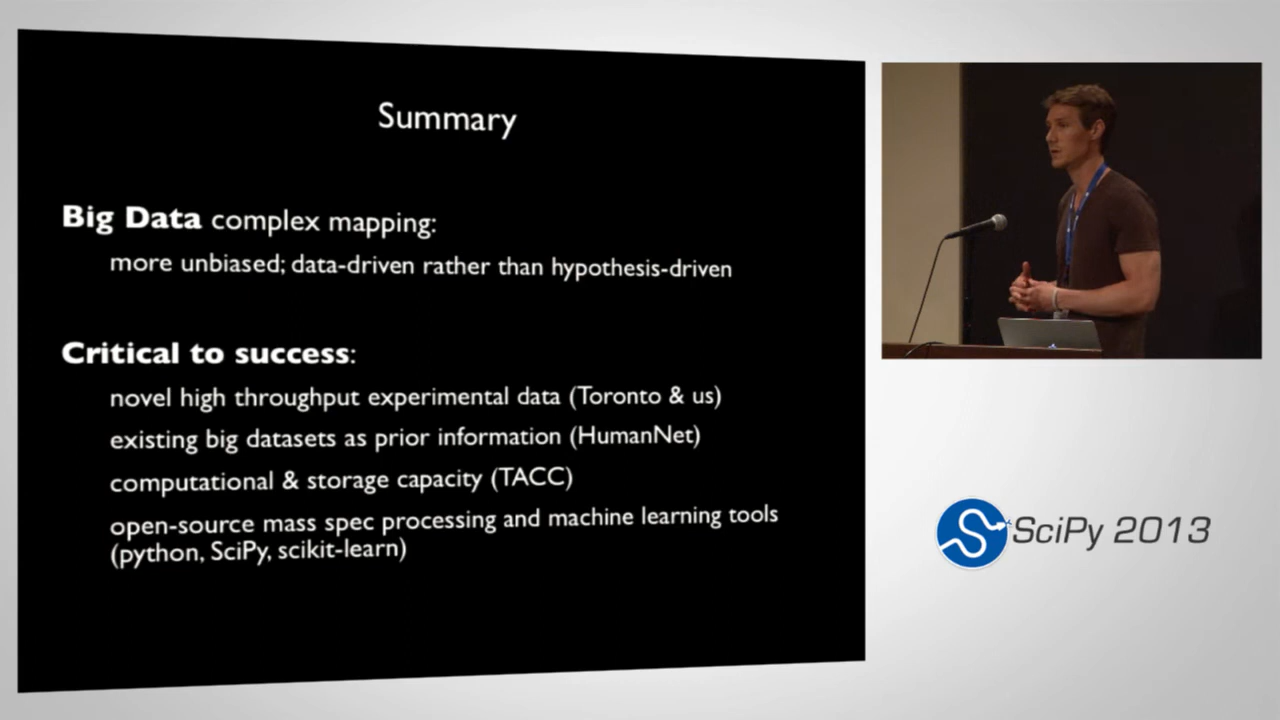 Summary
Big Data complex mapping:
more unbiased; data-driven rather than hypothesis-driven
Critical to success:
novel high throughput experimental data (Toronto & us)
existing big datasets as prior information (HumanNet)
computational & storage capacity (TACC)
open-source mass spec processing and machine learning tools
(python, SciPy, scikit-learn)
SciPy 2013